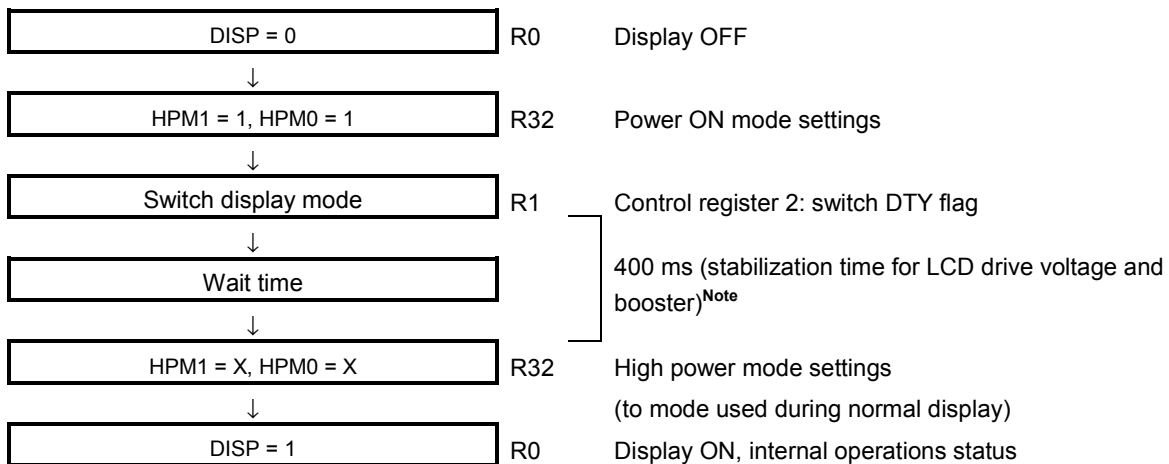 DISP = 0 R0 Display OFF
↓
HPM1 = 1, HPM0 = 1 R32 Power ON mode settings
↓
Switch display mode R1 Control register 2: switch DTY flag
↓
Wait time 400 ms (stabilization time for LCD drive voltage and
booster)Note
↓
HPM1 = X, HPM0 = X R32 High power mode settings
↓ (to mode used during normal display)
DISP = 1 R0 Display ON, internal operations status